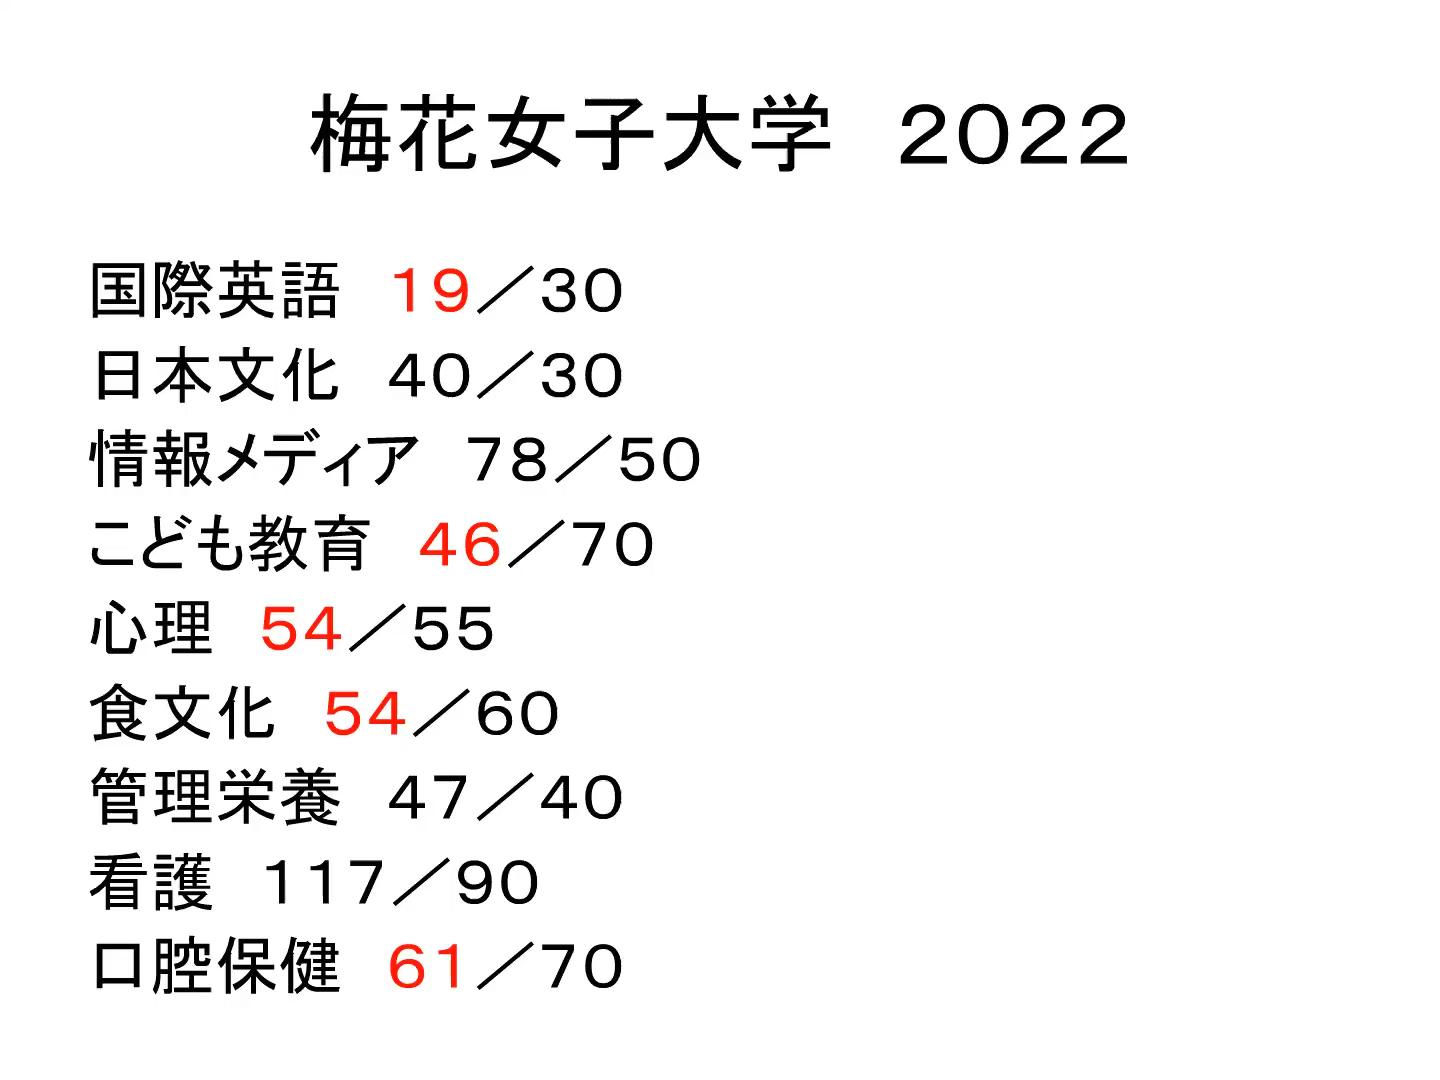 梅花女子大学　２０２２
国際英語　１９／３０
日本文化　４０／３０
情報メディア　７８／５０
こども教育　４６／７０
心理　５４／５５
食文化　５４／６０
管理栄養　４７／４０
看護　１１７／９０
口腔保健　６１／７０